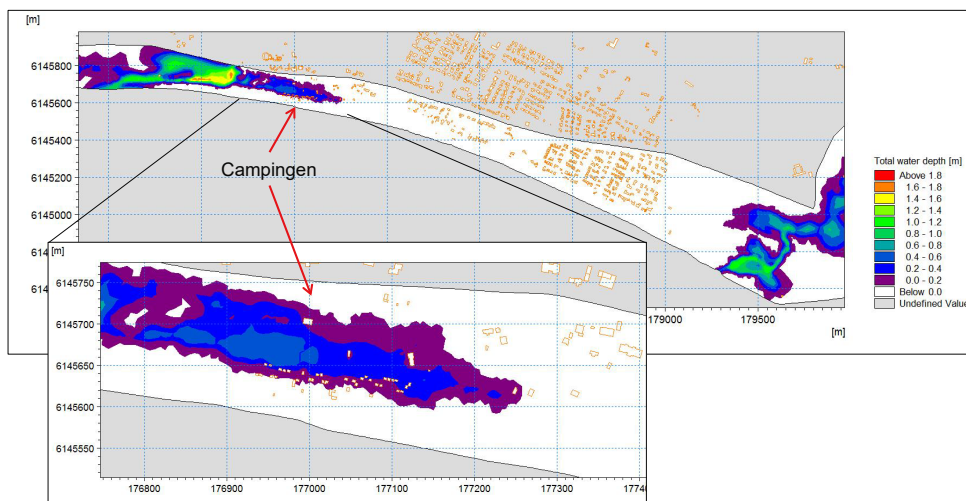 [m]
6145800
6145600
6145400
6145200
6145000
[m]
6145750
6145700
6145650
6145600
6145550
176800
176900
177000
177100
177200
177300
Campingen
179000
179500
[m]
Total water depth [m]
Above 1.8
1.6 - 1.8
1.4 - 1.6
1.2 - 1.4
1.0 - 1.2
0.8 - 1.0
0.6 - 0.8
0.4 - 0.6
0.2 - 0.4
0.0 - 0.2
Below 0.0
Undefined Value